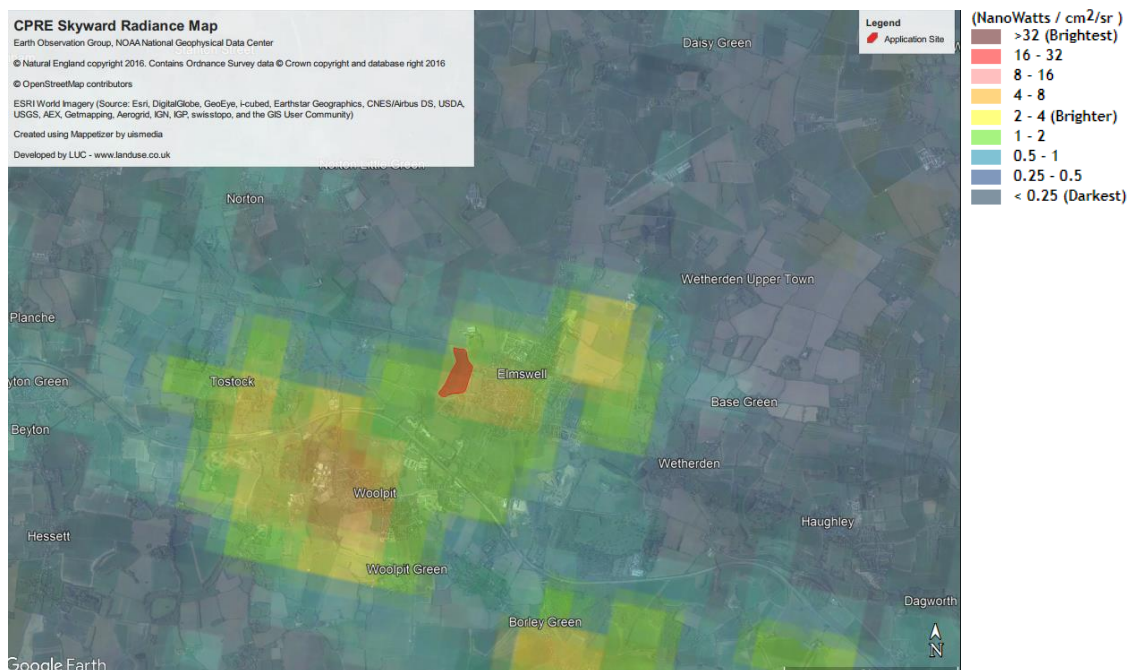 CPRE Skyward Radiance Map
Earth Observation Group, NOAA National Geophysical Data Center
© Natural England copyright 2016. Contains Ordnance Survey data © Crown copyright and database right 2016
© OpenStreetMap contributors
ESRI World Imagery (Source: Esri, DigitalGlobe, GeoEye, i-cubed, Earthstar Geographics, CNES/Airbus DS, USDA,
USGS, AEX, Getmapping, Aerogrid, IGN, IGP, swisstopo, and the GIS User Community)
Created using Mappetizer by uismedia
Developed by LUC - www.landuse.co.uk
Legend
Application Site
(NanoWatts / cm2/sr )
>32 (Brightest)
16 - 32
8 - 16
4 - 8
2 - 4 (Brighter)
1 - 2
0.5 - 1
0.25 - 0.5
< 0.25 (Darkest)
Daisy Green
Norton Little Green
Norton
Wetherden Upper Town
Planche
Elmswell
yton Green
Tostock
Base Green
Beyton
Wetherden
Woolpit
Haughley
Hessett
Woolpit Green
Dagworth
Borley Green
N
Google Earth